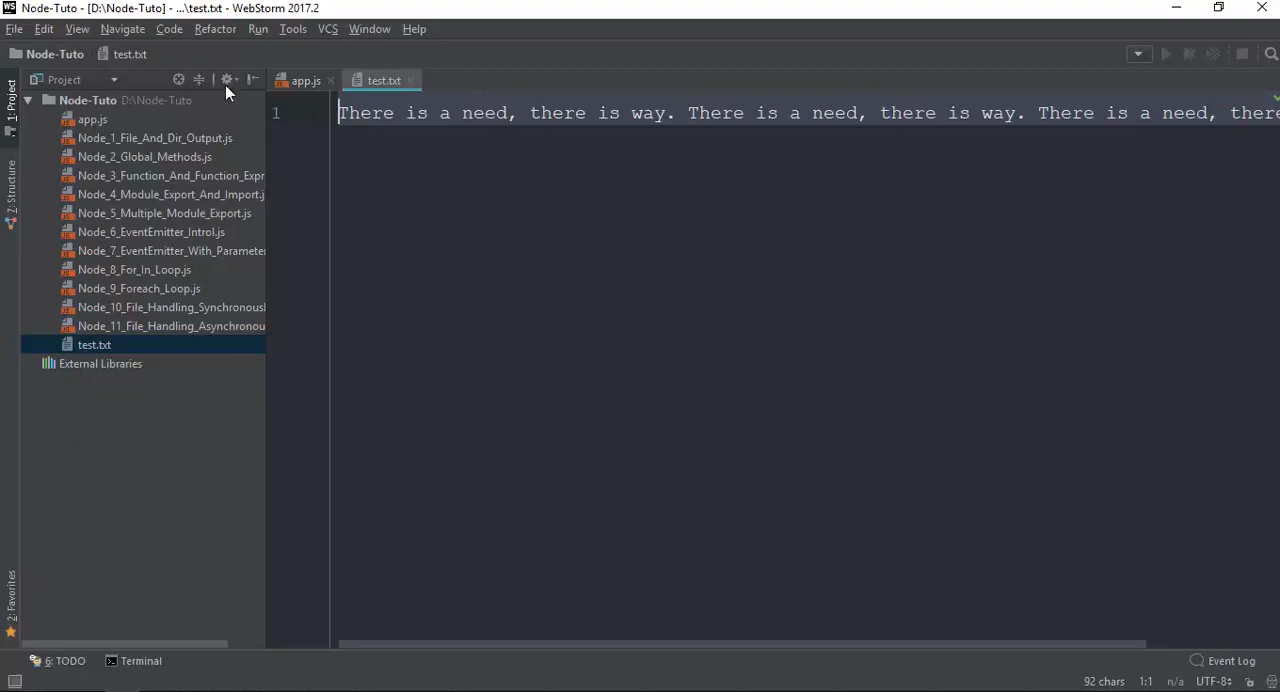 WS Node-Tuto - [D:\Node-Tuto] - ...\test.txt - WebStorm 2017.2
File Edit View Navigate Code Refactor Run Tools VCS Window Help
Node-Tuto test.txt
1: Project
Project
app.js test.txt
Node-Tuto D:\Node-Tuto
1 There is a need, there is way. There is a need, there is way. There is a need, there
app.js
Node_1_File_And_Dir_Output.js
Node_2_Global_Methods.js
Node_3_Function_And_Function_Expr
Node_4_Module_Export_And_Import.j
Node_5_Multiple_Module_Export.js
Node_6_EventEmitter_Introl.js
Node_7_EventEmitter_With_Parameter
Node_8_For_In_Loop.js
Node_9_Foreach_Loop.js
Node_10_File_Handling_Synchronousl
Node_11_File_Handling_Asynchronou
test.txt
External Libraries
7: Structure
2: Favorites
6: TODO Terminal Event Log
92 chars 1:1 n/a UTF-8